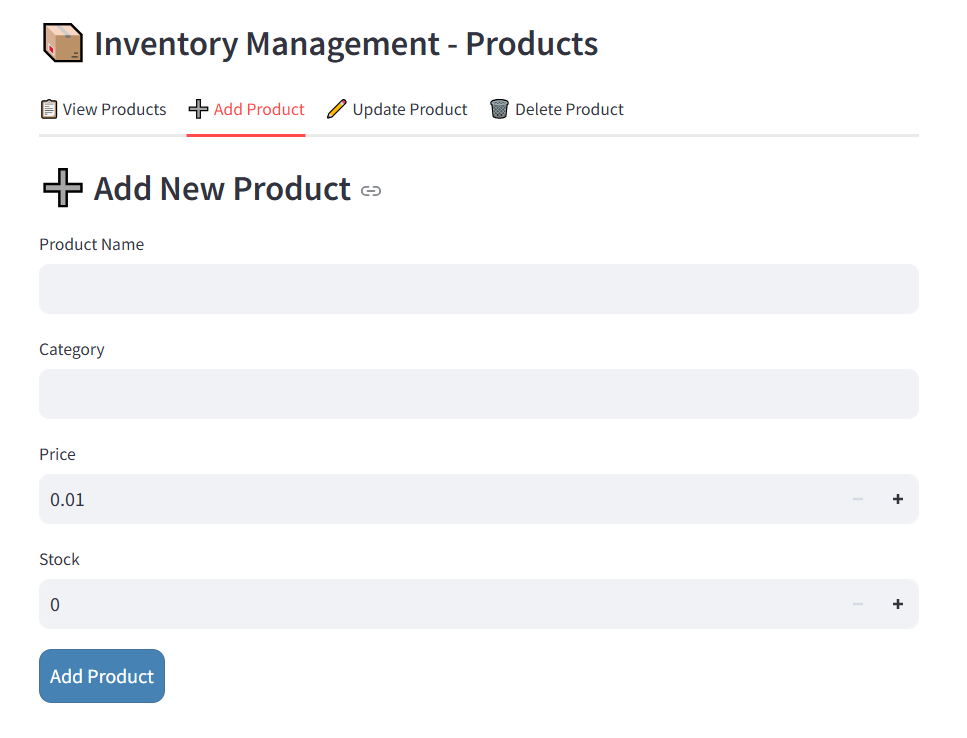 Inventory Management - Products
View Products Add Product Update Product Delete Product
Add New Product
Product Name
Category
Price
0.01
Stock
0
Add Product